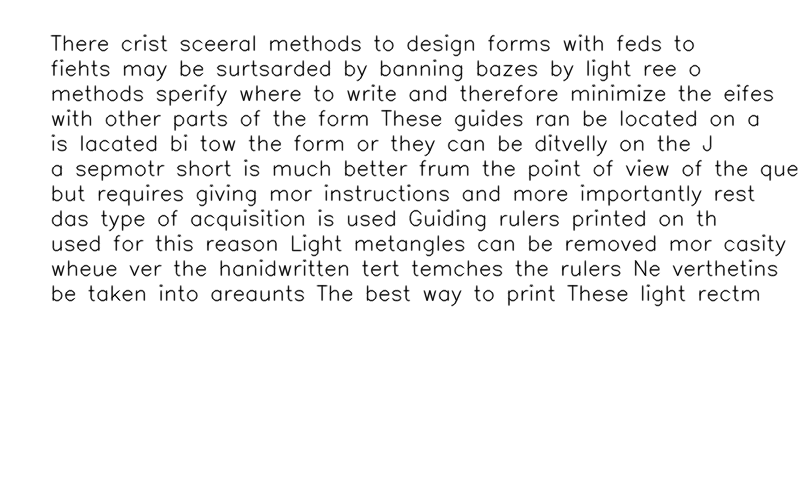 There crist sceeral methods to design forms with feds to
fiehts may be surtsarded by banning bazes by light ree o
methods sperify where to write and therefore minimize the eifes
with other parts of the form These guides ran be located on a
is lacated bi tow the form or they can be ditvelly on the J
a sepmotr short is much better frum the point of view of the que
but requires giving mor instructions and more importantly rest
das type of acquisition is used Guiding rulers printed on th
used for this reason Light metangles can be removed mor casity
wheue ver the hanidwritten tert temches the rulers Ne verthetins
be taken into areaunts The best way to print These light rectm